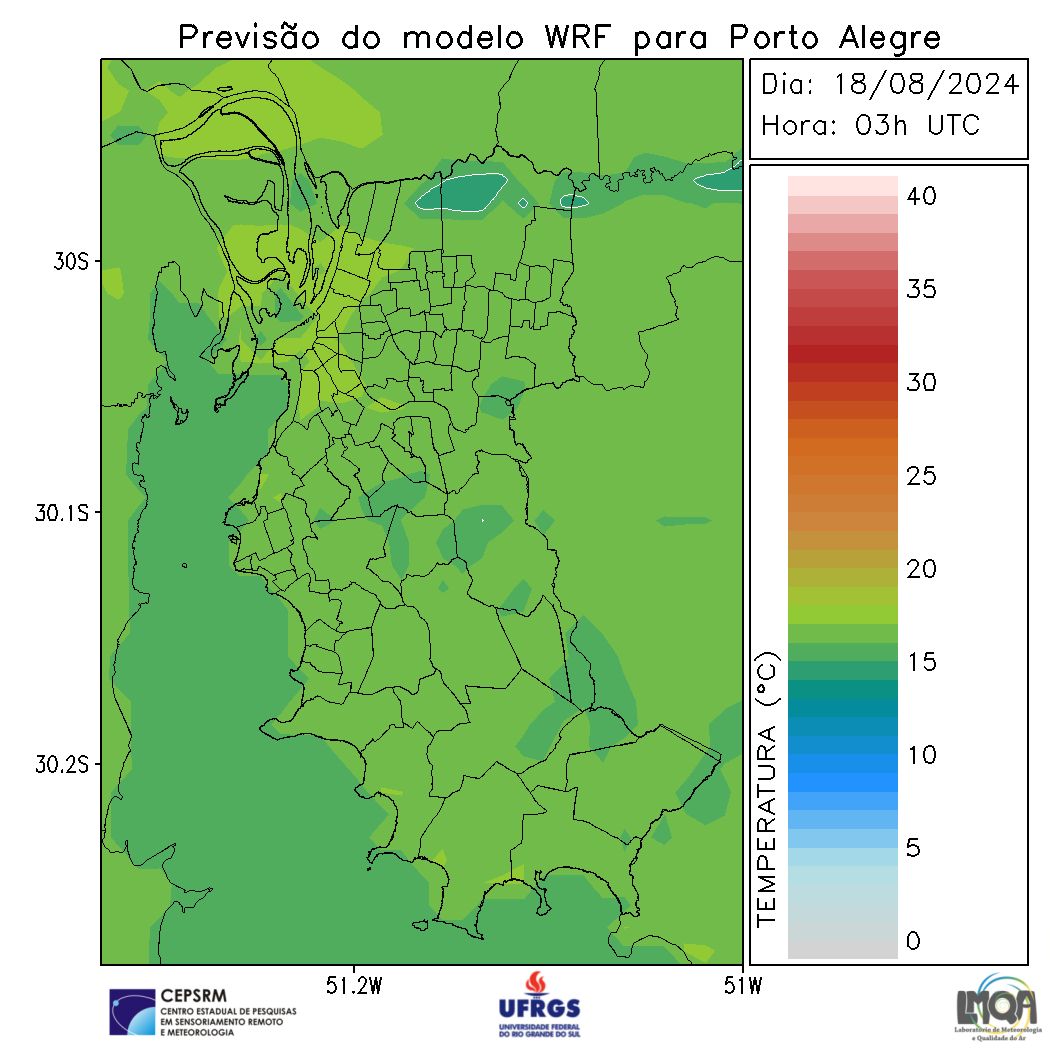 Previsão do modelo WRF para Porto Alegre
Dia: 18/08/2024
Hora: 03h UTC
40
35
30
25
20
15
10
5
0
TEMPERATURA (°C)
30S
30.1S
30.2S
51.2W
51W
CEPSRM
CENTRO ESTADUAL DE PESQUISAS
EM SENSORIAMENTO REMOTO
E METEOROLOGIA
UFRGS
UNIVERSIDADE FEDERAL
DO RIO GRANDE DO SUL
LMQA
Laboratório de Meteorologia
e Qualidade do Ar